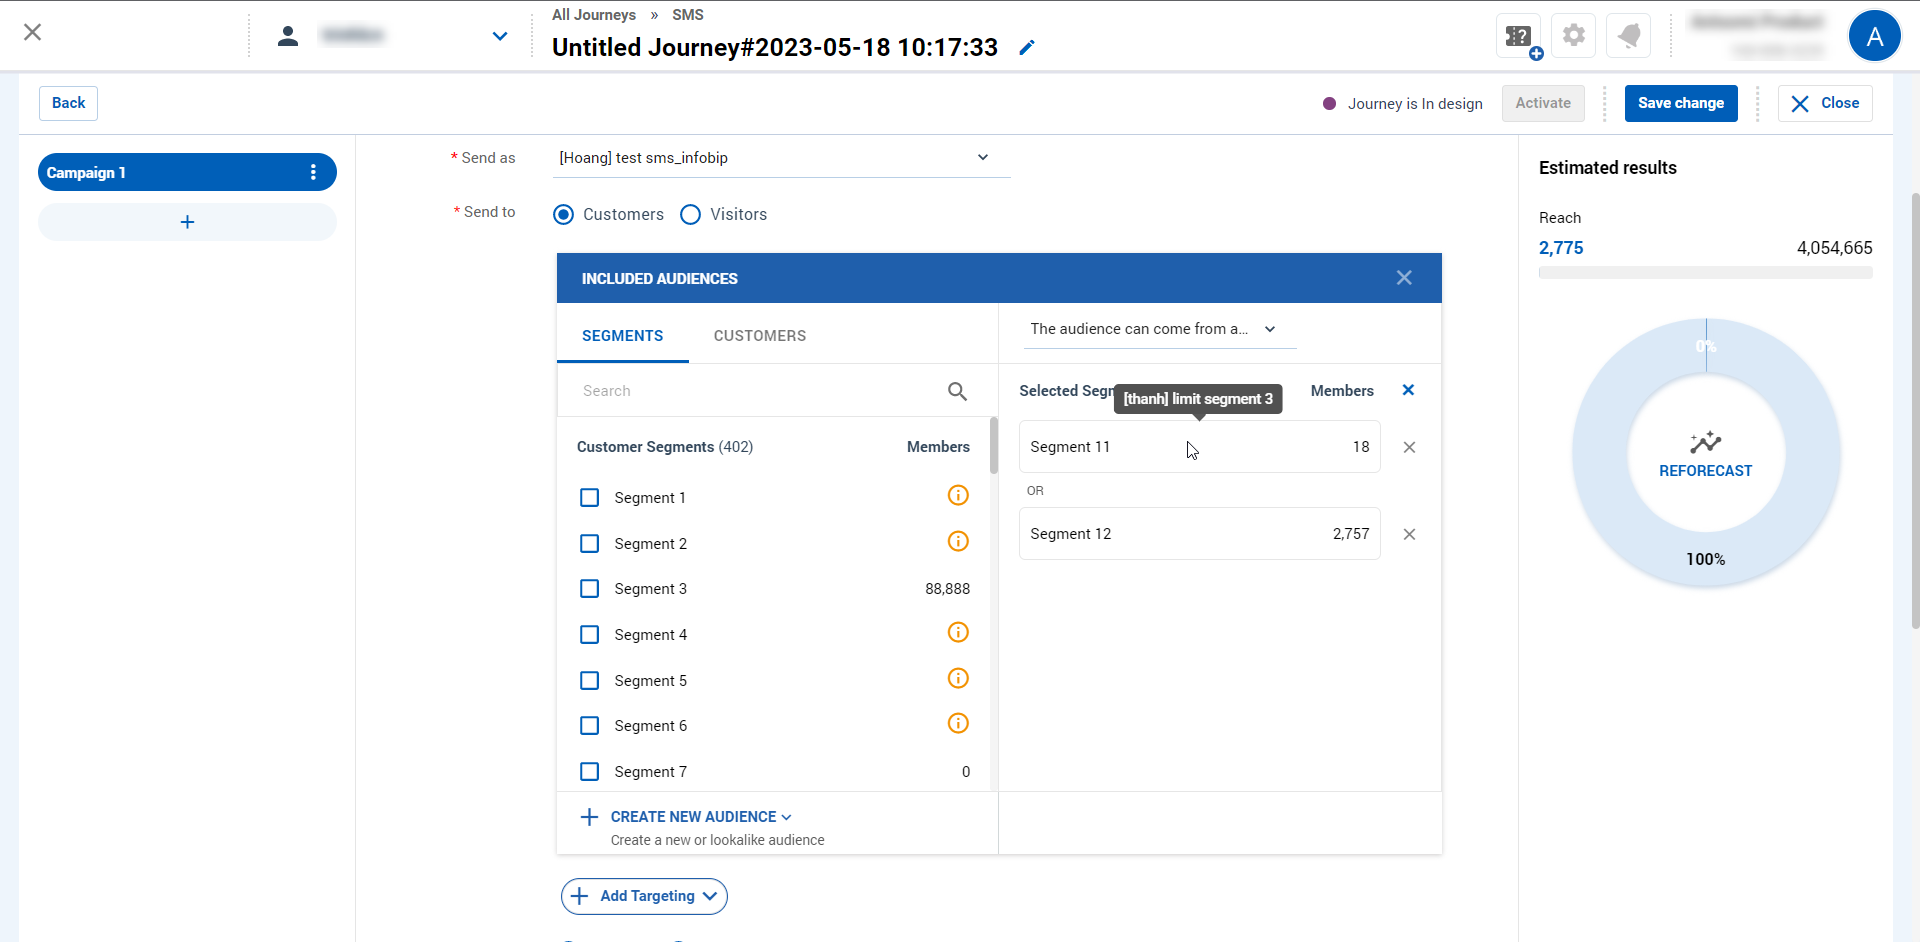 All Journeys » SMS
Untitled Journey#2023-05-18 10:17:33
A
Back
Journey is In design
Activate
Save change
Close
Campaign 1
+
* Send as
[Hoang] test sms_infobip
* Send to
Customers
Visitors
INCLUDED AUDIENCES
SEGMENTS
CUSTOMERS
Search
Customer Segments (402)
Members
Segment 1
Segment 2
Segment 3
88,888
Segment 4
Segment 5
Segment 6
Segment 7
0
+ CREATE NEW AUDIENCE
Create a new or lookalike audience
The audience can come from a...
Selected Segm
Members
[thanh] limit segment 3
Segment 11
18
OR
Segment 12
2,757
+ Add Targeting
Estimated results
Reach
2,775
4,054,665
0%
REFORECAST
100%